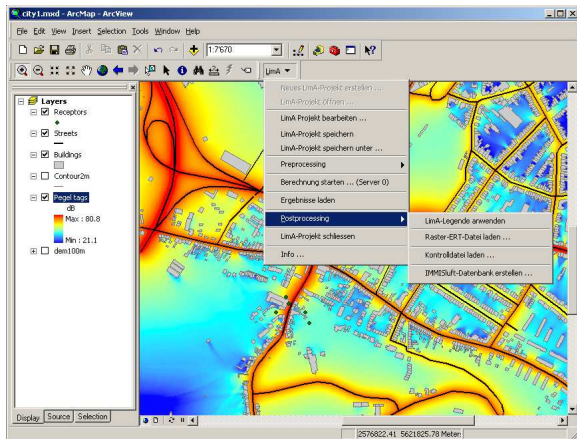 city1.mxd - ArcMap - ArcView
File Edit View Insert Selection Tools Window Help
1:7'670
LimA
Layers
Receptors
Streets
Buildings
Contour2m
Pegel tags
dB
Max : 80.8
Min : 21.1
dem100m
Neues LimA-Projekt erstellen ...
LimA-Projekt öffnen ...
LimA Projekt bearbeiten ...
LimA-Projekt speichern
LimA-Projekt speichern unter ...
Preprocessing
Berechnung starten ... (Server 0)
Ergebnisse laden
Postprocessing
LimA-Projekt schliessen
Info ...
LimA-Legende anwenden
Raster-ERT-Datei laden ...
Kontrolldatei laden ...
IMMISluft-Datenbank erstellen ...
Display Source Selection
2576822.41 5621825.78 Meter